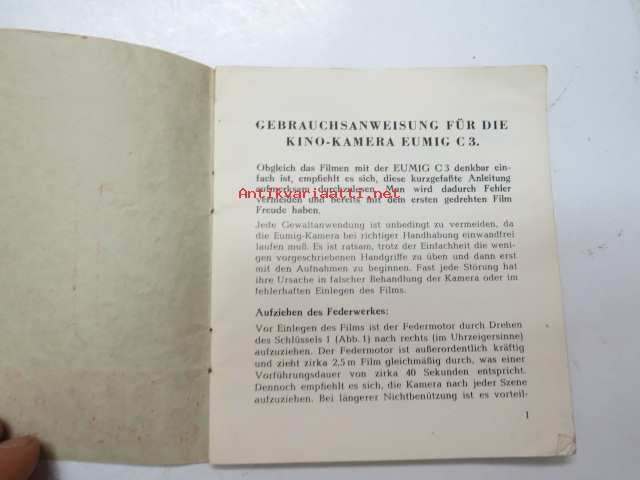 GEBRAUCHSANWEISUNG FÜR DIE
KINO-KAMERA EUMIG C 3.
Obgleich das Filmen mit der EUMIG C 3 denkbar ein-
fach ist, empfiehlt es sich, diese kurzgefaßte Anleitung
aufmerksam durchzulesen. Man wird dadurch Fehler
vermeiden und bereits mit dem ersten gedrehten Film
Freude haben.
Antikvariaatti.net
Jede Gewaltanwendung ist unbedingt zu vermeiden, da
die Eumig-Kamera bei richtiger Handhabung einwandfrei
laufen muß. Es ist ratsam, trotz der Einfachheit die weni-
gen vorgeschriebenen Handgriffe zu üben und dann erst
mit den Aufnahmen zu beginnen. Fast jede Störung hat
ihre Ursache in falscher Behandlung der Kamera oder im
fehlerhaften Einlegen des Films.
Aufziehen des Federwerkes:
Vor Einlegen des Films ist der Federmotor durch Drehen
des Schlüssels 1 (Abb. 1) nach rechts (im Uhrzeigersinne)
aufzuziehen. Der Federmotor ist außerordentlich kräftig
und zieht zirka 2,5 m Film gleichmäßig durch, was einer
Vorführungsdauer von zirka 40 Sekunden entspricht.
Dennoch empfiehlt es sich, die Kamera nach jeder Szene
aufzuziehen. Bei längerer Nichtbenützung ist es vorteil-
1